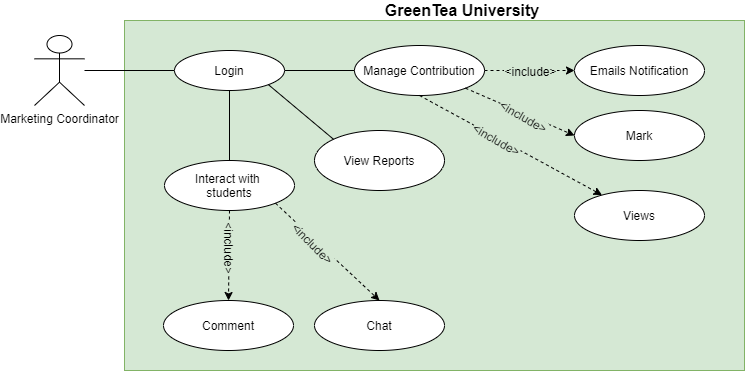 GreenTea University
Marketing Coordinator
Login
Manage Contribution
<include>
Emails Notification
<include>
Mark
<include>
Views
View Reports
Interact with
students
<include>
<include>
Comment
Chat